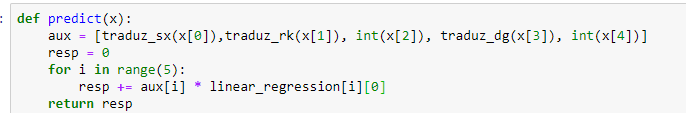 def predict(x):
    aux = [traduz_sx(x[0]),traduz_rk(x[1]), int(x[2]), traduz_dg(x[3]), int(x[4])]
    resp = 0
    for i in range(5):
        resp += aux[i] * linear_regression[i][0]
    return resp